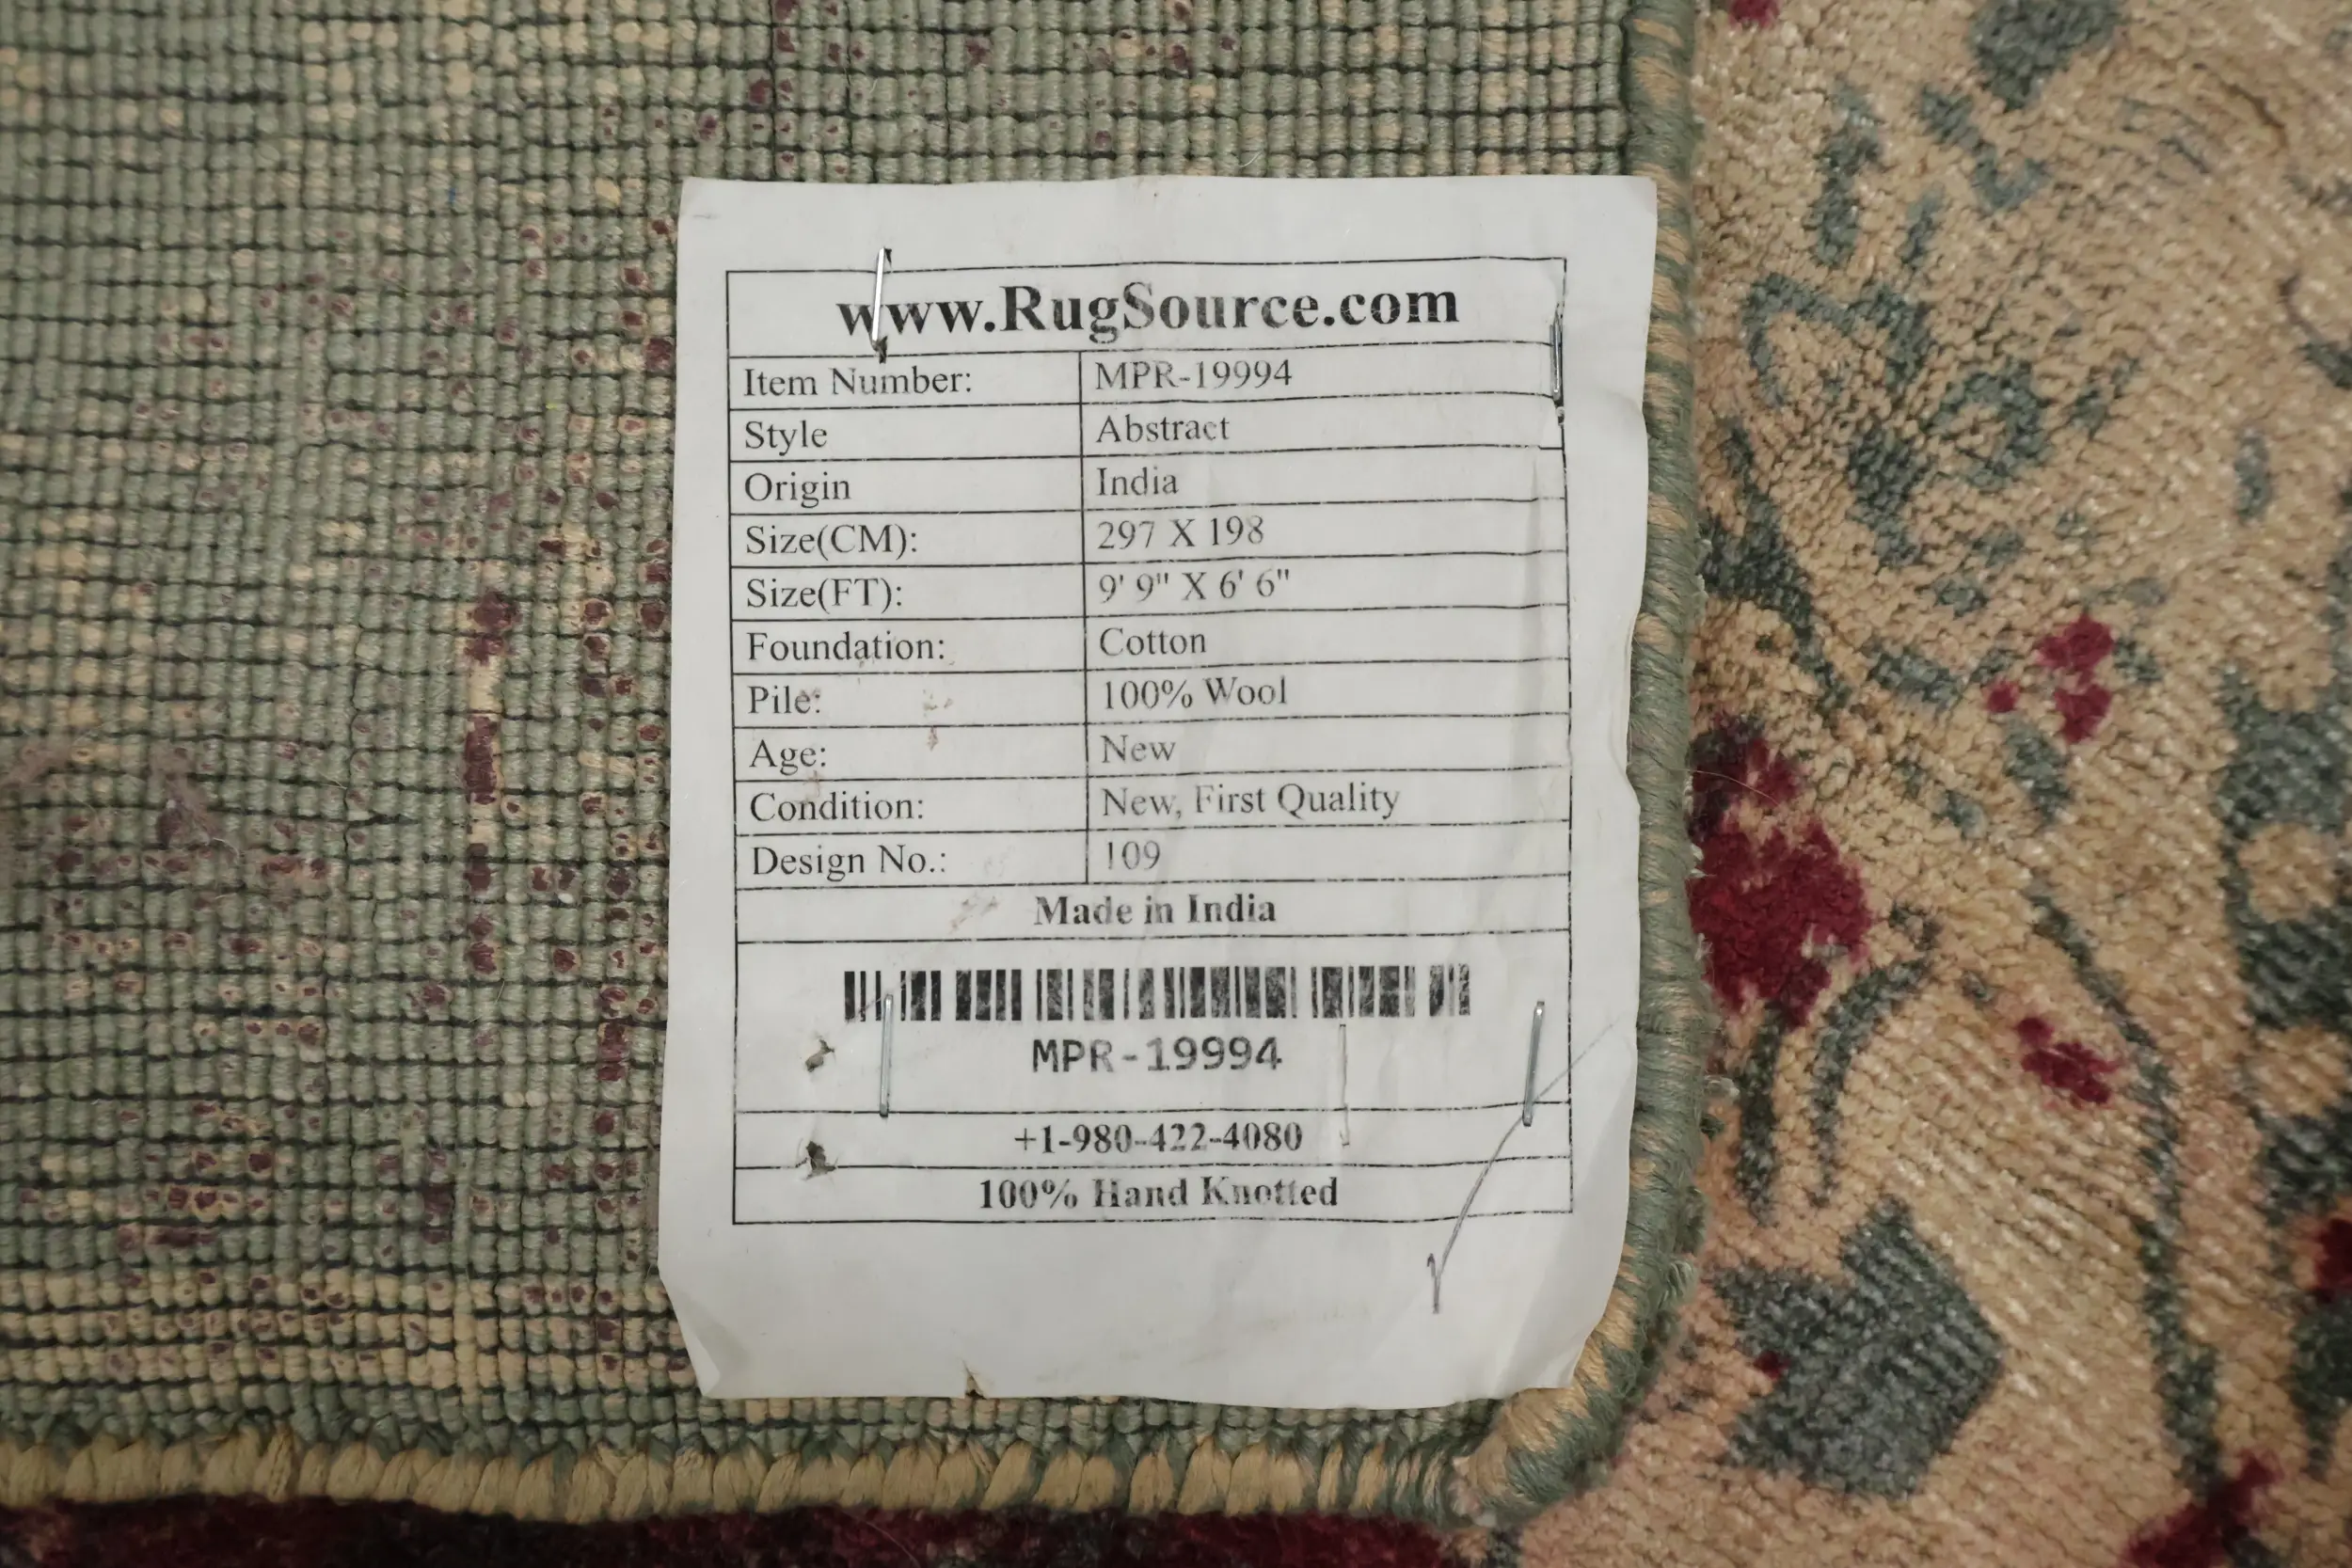 www.RugSource.com
Item Number: MPR-19994
Style Abstract
Origin India
Size(CM): 297 X 198
Size(FT): 9' 9" X 6' 6"
Foundation: Cotton
Pile: 100% Wool
Age: New
Condition: New, First Quality
Design No.: 109
Made in India
MPR-19994
+1-980-422-4080
100% Hand Knotted